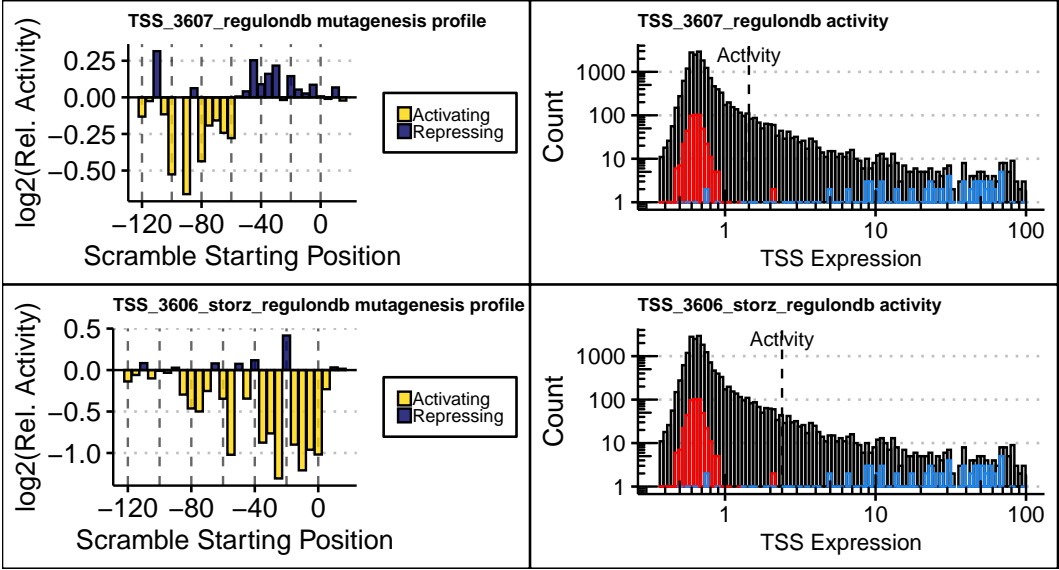 TSS_3607_regulondb mutagenesis profile
log2(Rel. Activity)
0.25
0.00
−0.25
−0.50
−120
−80
−40
0
Scramble Starting Position
Activating
Repressing
TSS_3607_regulondb activity
Activity
Count
1000
100
10
1
1
10
100
TSS Expression
TSS_3606_storz_regulondb mutagenesis profile
log2(Rel. Activity)
0.5
0.0
−0.5
−1.0
−120
−80
−40
0
Scramble Starting Position
Activating
Repressing
TSS_3606_storz_regulondb activity
Activity
Count
1000
100
10
1
1
10
100
TSS Expression